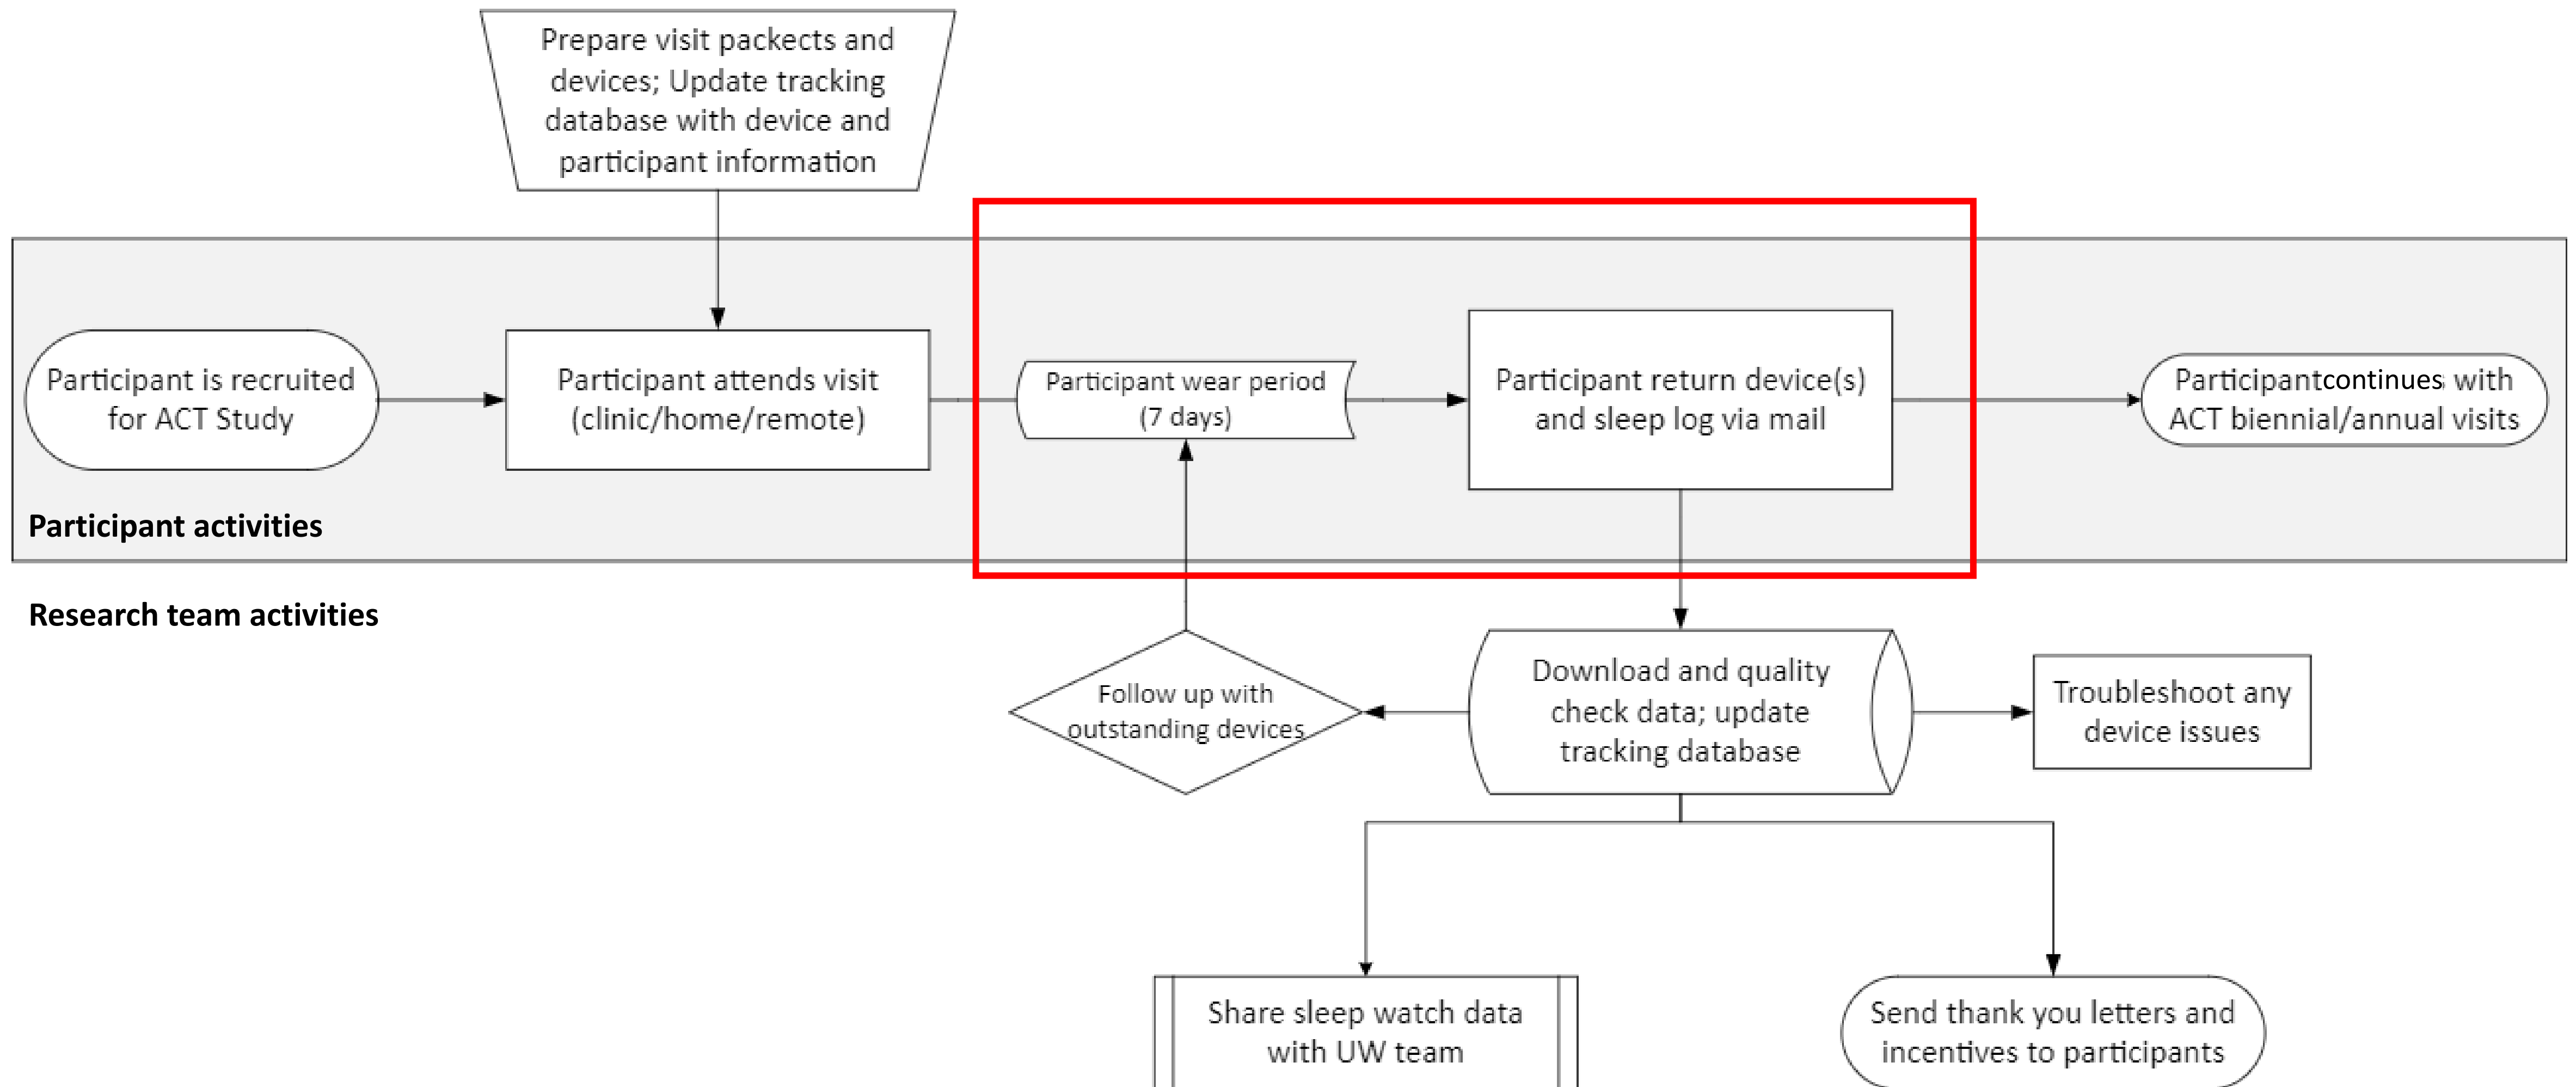 Prepare visit packects and
devices; Update tracking
database with device and
participant information
Participant is recruited
for ACT Study
Participant attends visit
(clinic/home/remote)
Participant wear period
(7 days)
Participant return device(s)
and sleep log via mail
Participantcontinues with
ACT biennial/annual visits
Participant activities
Research team activities
Follow up with
outstanding devices
Download and quality
check data; update
tracking database
Troubleshoot any
device issues
Share sleep watch data
with UW team
Send thank you letters and
incentives to participants